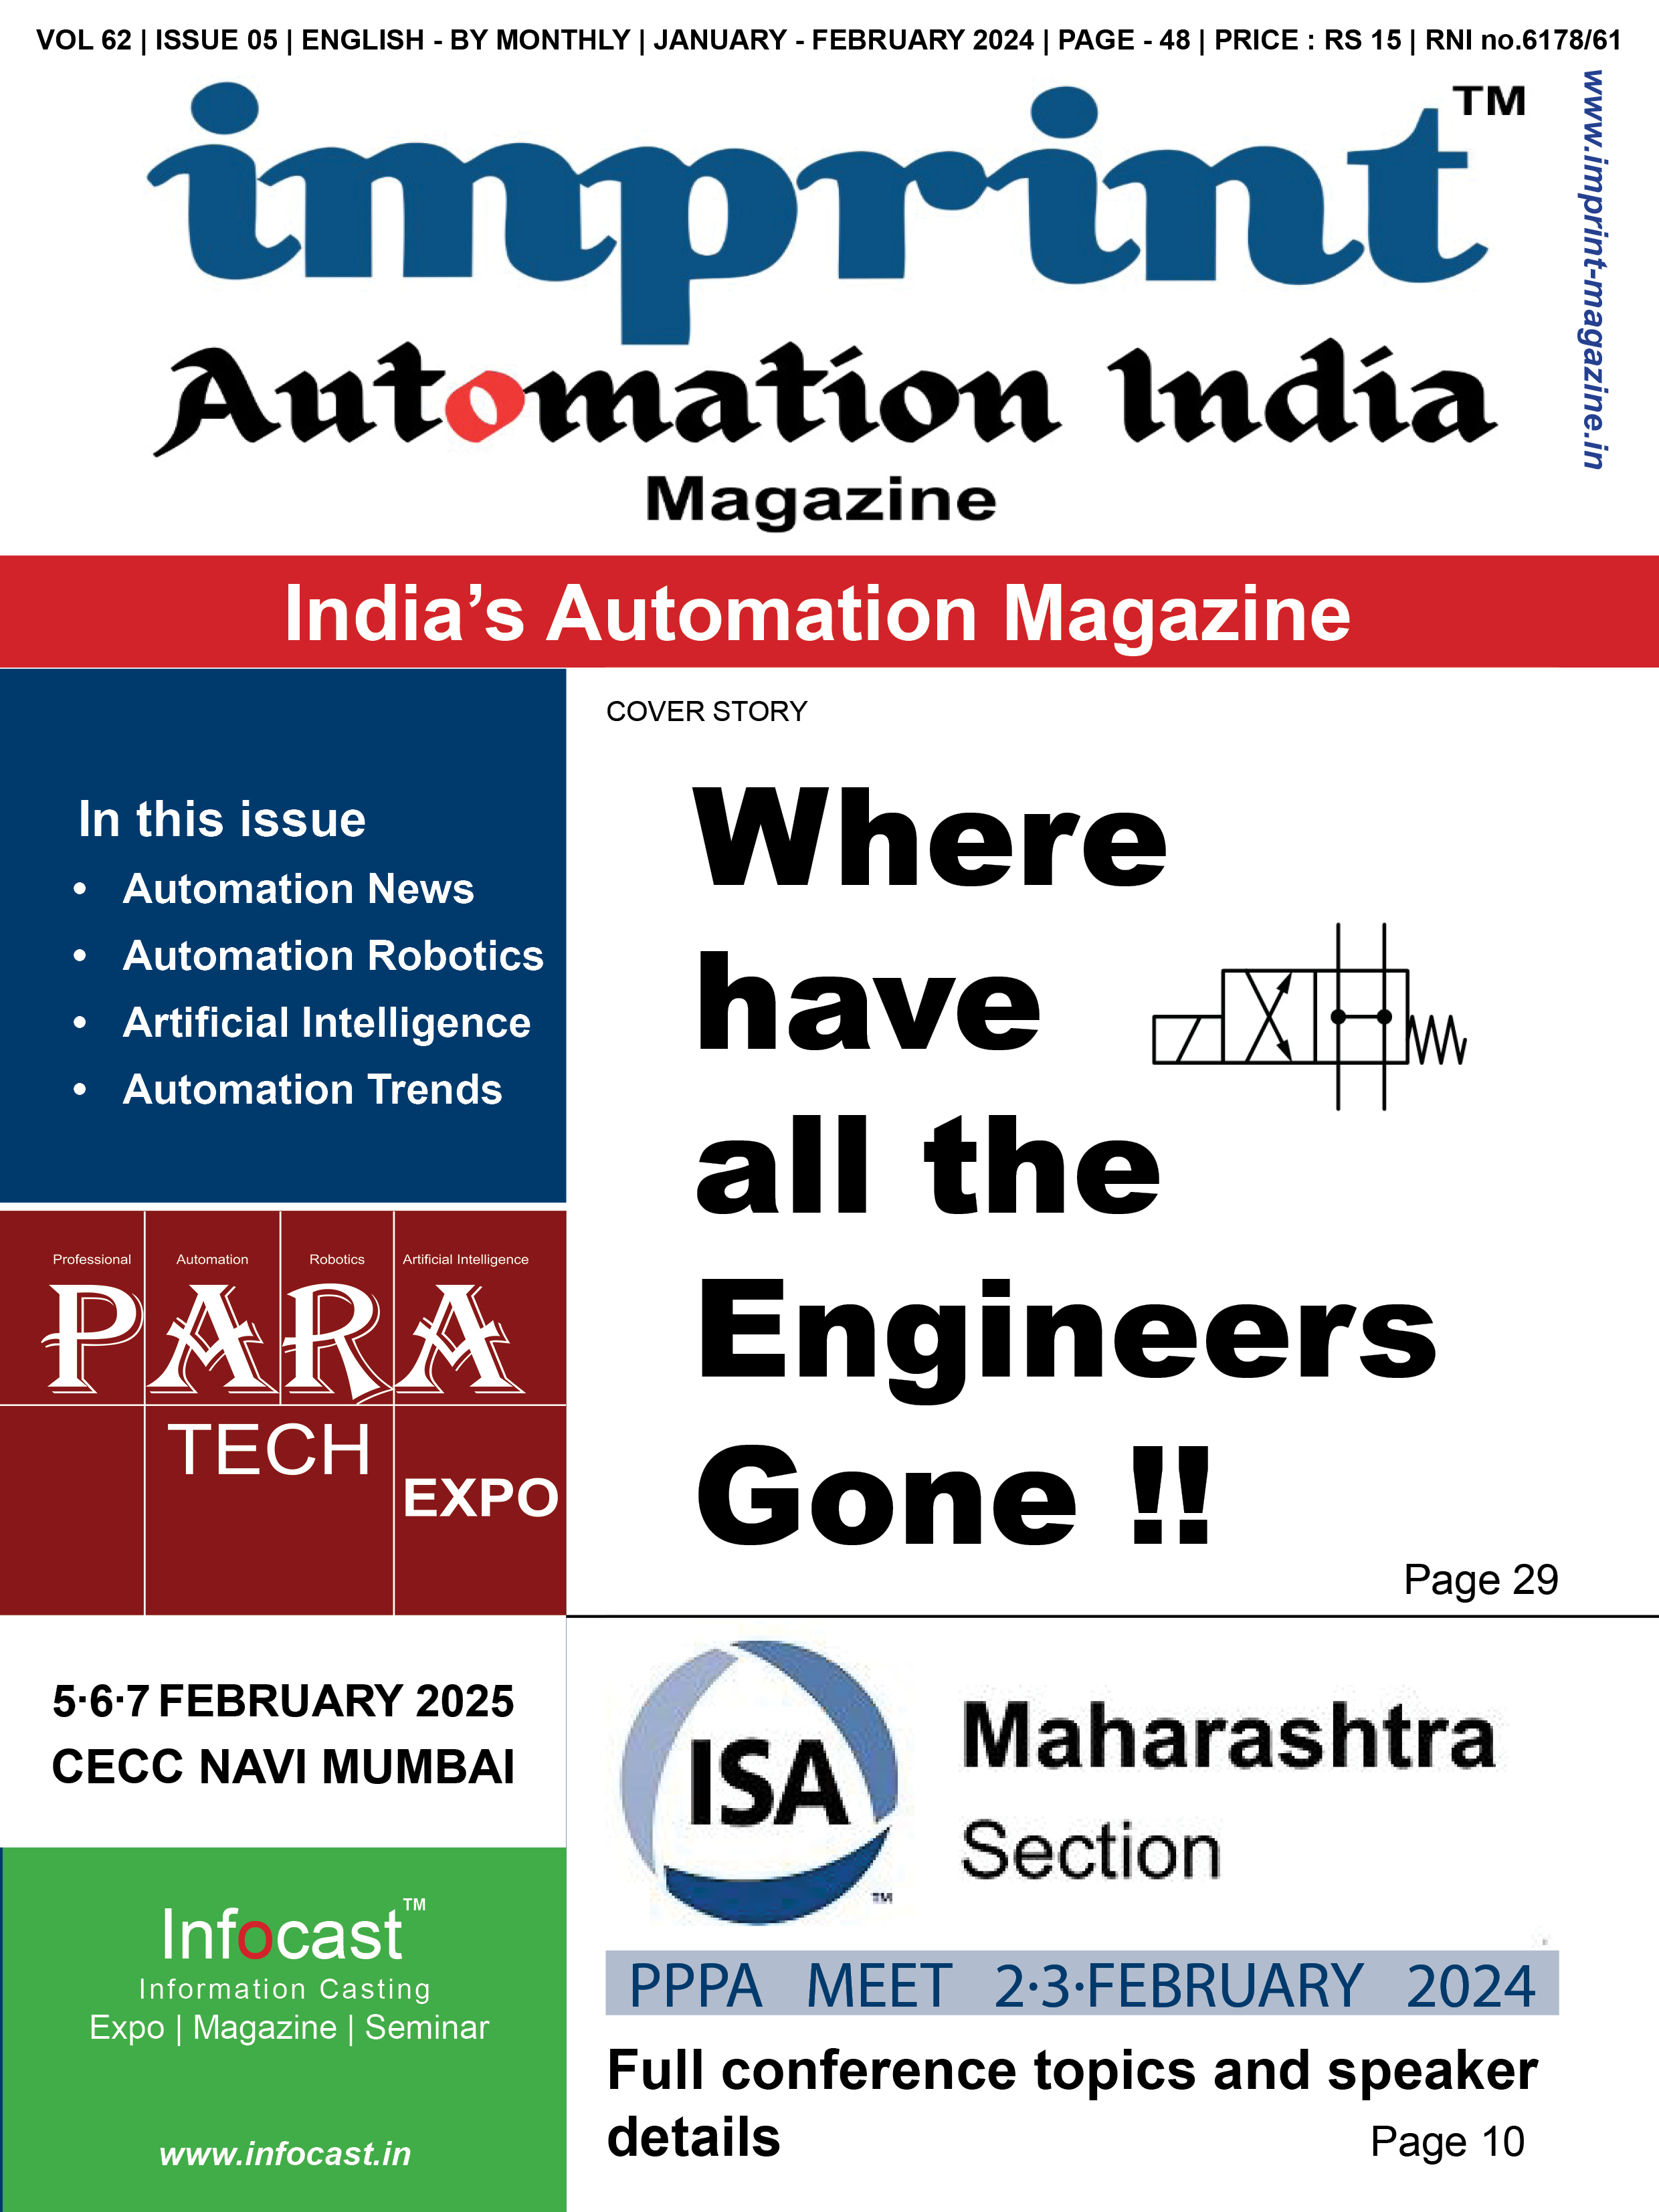 VOL 62 | ISSUE 05 | ENGLISH - BY MONTHLY | JANUARY - FEBRUARY 2024 | PAGE - 48 | PRICE : RS 15 | RNI no.6178/61
imprint TM
www.imprint-magazine.in
Automation India
Magazine
India’s Automation Magazine
In this issue
• Automation News
• Automation Robotics
• Artificial Intelligence
• Automation Trends
Professional Automation Robotics Artificial Intelligence
PARA
TECH
EXPO
5·6·7 FEBRUARY 2025
CECC NAVI MUMBAI
Infocast TM
Information Casting
Expo | Magazine | Seminar
www.infocast.in
COVER STORY
Where
have
all the
Engineers
Gone !!
Page 29
ISA TM
Maharashtra
Section
PPPA MEET 2·3·FEBRUARY 2024
Full conference topics and speaker
details
Page 10